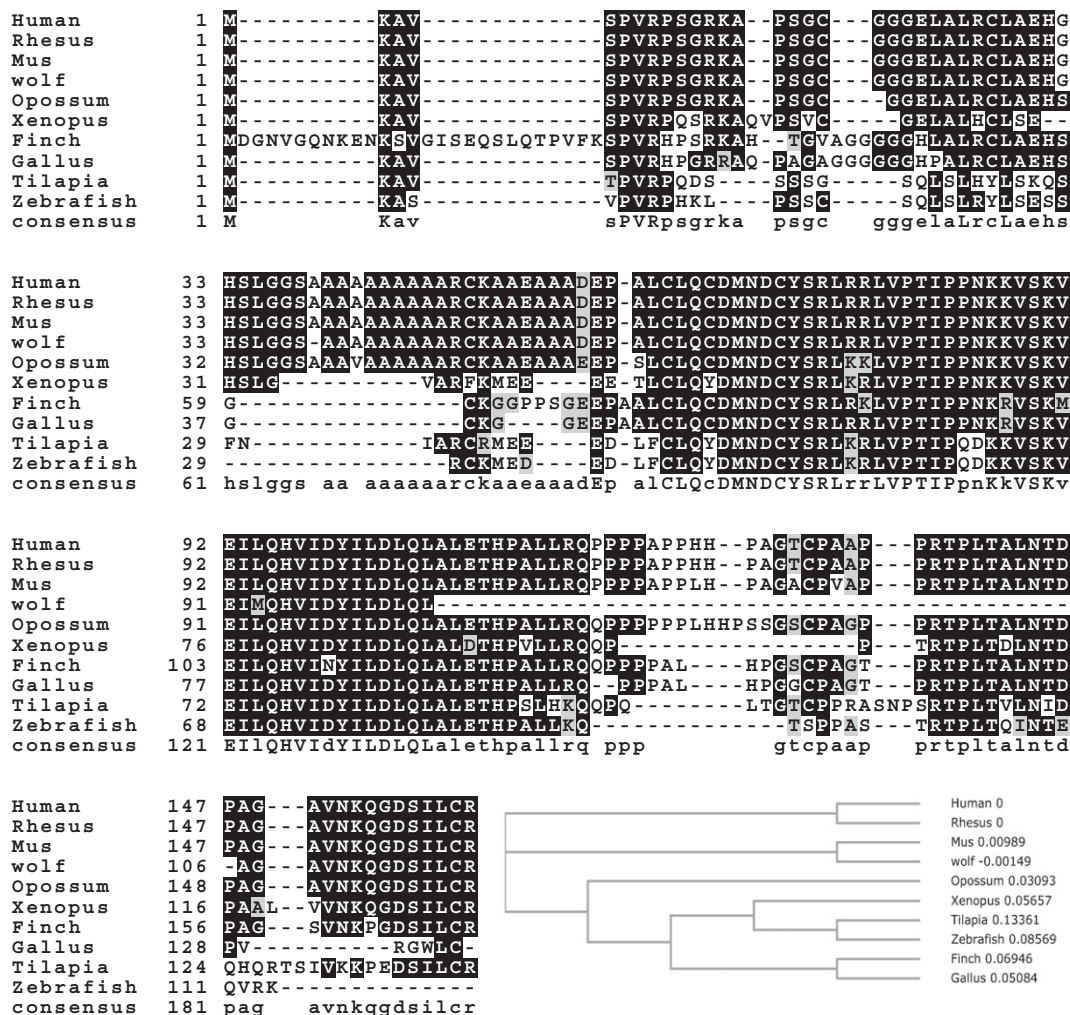 Human 1 M----------KAV-------------SPVRPSGRKA--PSGC---GGGELALRCLAEHG
Rhesus 1 M----------KAV-------------SPVRPSGRKA--PSGC---GGGELALRCLAEHG
Mus 1 M----------KAV-------------SPVRPSGRKA--PSGC---GGGELALRCLAEHG
wolf 1 M----------KAV-------------SPVRPSGRKA--PSGC---GGGELALRCLAEHG
Opossum 1 M----------KAV-------------SPVRPSGRKA--PSGC----GGELALRCLAEHS
Xenopus 1 M----------KAV-------------SPVRPQSRKAQVPSVC-----GELALHCLSE--
Finch 1 MDGNVGQNKENKSVGISEQSLQTPVFKSPVRHPSRKAH--TGVAGGGGGHLALRCLAEHS
Gallus 1 M----------KAV-------------SPVRHPGRRAQ-PAGAGGGGGGHPALRCLAEHS
Tilapia 1 M----------KAV-------------TPVRPQDS----SSSG-----SQLSLHYLSKQS
Zebrafish 1 M----------KAS-------------VPVRPHKL----PSSC-----SQLSLRYLSESS
consensus 1 M          Kav             sPVRpsgrka  psgc   gggelaLrcLaehs
Human 33 HSLGGSAAAAAAAAAARCKAAEAAADEP-ALCLQCDMNDCYSRLRRLVPTIPPNKKVSKV
Rhesus 33 HSLGGSAAAAAAAAAARCKAAEAAADEP-ALCLQCDMNDCYSRLRRLVPTIPPNKKVSKV
Mus 33 HSLGGSAAAAAAAAAARCKAAEAAADEP-ALCLQCDMNDCYSRLRRLVPTIPPNKKVSKV
wolf 33 HSLGGS-AAAAAAAAARCKAAEAAADEP-ALCLQCDMNDCYSRLRRLVPTIPPNKKVSKV
Opossum 32 HSLGGSAAAVAAAAAARCKAAEAAAEEP-SLCLQCDMNDCYSRLKKLVPTIPPNKKVSKV
Xenopus 31 HSLG----------VARFKMEE----EE-TLCLQYDMNDCYSRLKRLVPTIPPNKKVSKV
Finch 59 G----------------CKGGPPSGEEPAALCLQCDMNDCYSRLRKLVPTIPPNKRVSKM
Gallus 37 G----------------CKG----GEEPAALCLQCDMNDCYSRLRRLVPTIPPNKRVSKV
Tilapia 29 FN------------IARCRMEE----ED-LFCLQYDMNDCYSRLKRLVPTIPQDKKVSKV
Zebrafish 29 ----------------RCKMED----ED-LFCLQYDMNDCYSRLKRLVPTIPQDKKVSKV
consensus 61 hslggs aa aaaaaarckaaeaaadEp alCLQcDMNDCYSRLrrLVPTIPpnKkVSKv
Human 92 EILQHVIDYILDLQLALETHPALLRQPPPPAPPHH--PAGTCPAAP---PRTPLTALNTD
Rhesus 92 EILQHVIDYILDLQLALETHPALLRQPPPPAPPHH--PAGTCPAAP---PRTPLTALNTD
Mus 92 EILQHVIDYILDLQLALETHPALLRQPPPPAPPLH--PAGACPVAP---PRTPLTALNTD
wolf 91 EIMQHVIDYILDLQL---------------------------------------------
Opossum 91 EILQHVIDYILDLQLALETHPALLRQQPPPPPPLHHPSSGSCPAGP---PRTPLTALNTD
Xenopus 76 EILQHVIDYILDLQLALDTHPVLLRQQP-----------------P---TRTPLTDLNTD
Finch 103 EILQHVINYILDLQLALETHPALLRQQPPPPAL----HPGSCPAGT---PRTPLTALNTD
Gallus 77 EILQHVIDYILDLQLALETHPALLRQ--PPPAL----HPGGCPAGT---PRTPLTALNTD
Tilapia 72 EILQHVIDYILDLQLALETHPSLHKQQPQ--------LTGTCPPRASNPSRTPLTVLNID
Zebrafish 68 EILQHVIDYILDLQLALETHPALLKQ--------------TSPPAS---TRTPLTQINTE
consensus 121 EIlQHVIdYILDLQLalethpallrq ppp         gtcpaap   prtpltalntd
Human 147 PAG---AVNKQGDSILCR
Rhesus 147 PAG---AVNKQGDSILCR
Mus 147 PAG---AVNKQGDSILCR
wolf 106 -AG---AVNKQGDSILCR
Opossum 148 PAG---AVNKQGDSILCR
Xenopus 116 PAAL--VVNKQGDSILCR
Finch 156 PAG---SVNKPGDSILCR
Gallus 128 PV----------RGWLC-
Tilapia 124 QHQRTSIVKKPEDSILCR
Zebrafish 111 QVRK--------------
consensus 181 pag   avnkqgdsilcr
Human 0
Rhesus 0
Mus 0.00989
wolf -0.00149
Opossum 0.03093
Xenopus 0.05657
Tilapia 0.13361
Zebrafish 0.08569
Finch 0.06946
Gallus 0.05084